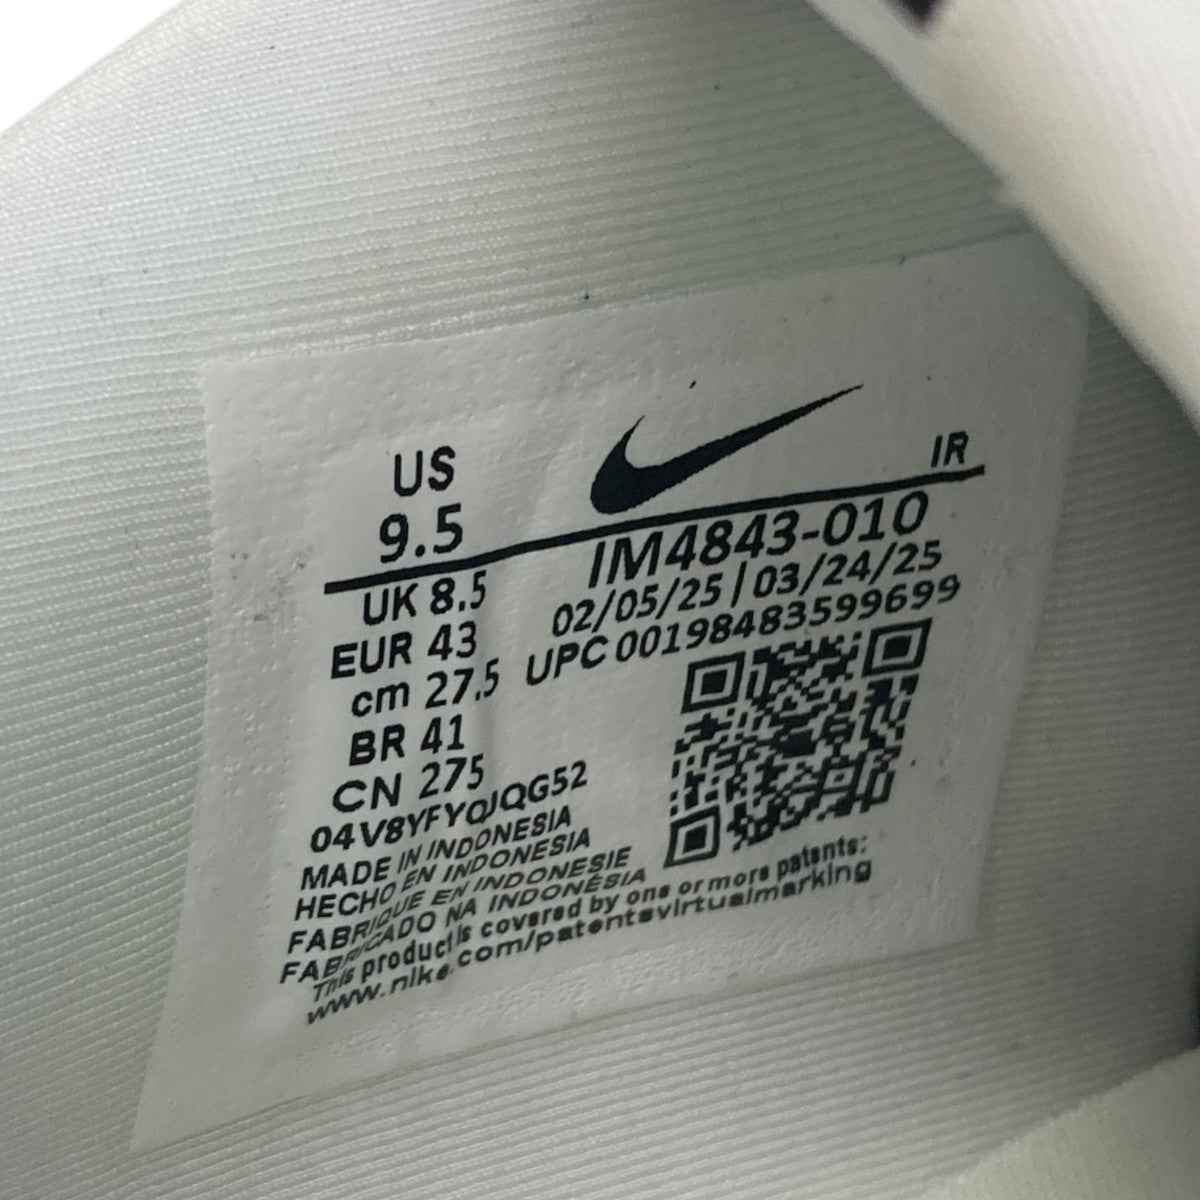 US
9.5
IR
IM4843-010
02/05/25 | 03/24/25
UPC 00198483599699
UK 8.5
EUR 43
cm 27.5
BR 41
CN 275
04V8YFYQJQG52
MADE IN INDONESIA
HECHO EN INDONESIA
FABRIQUE EN INDONESIE
FABRICADO NA INDONÉSIA
This product is covered by one or more patents:
www.nike.com/patentsvirtualmarking